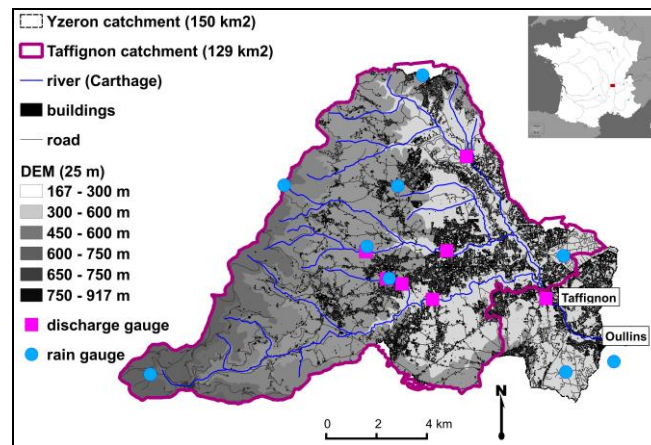 Yzeron catchment (150 km2)
Taffignon catchment (129 km2)
river (Carthage)
buildings
road
DEM (25 m)
167 - 300 m
300 - 600 m
450 - 600 m
600 - 750 m
650 - 750 m
750 - 917 m
discharge gauge
rain gauge
Taffignon
Oullins
N
0 2 4 km